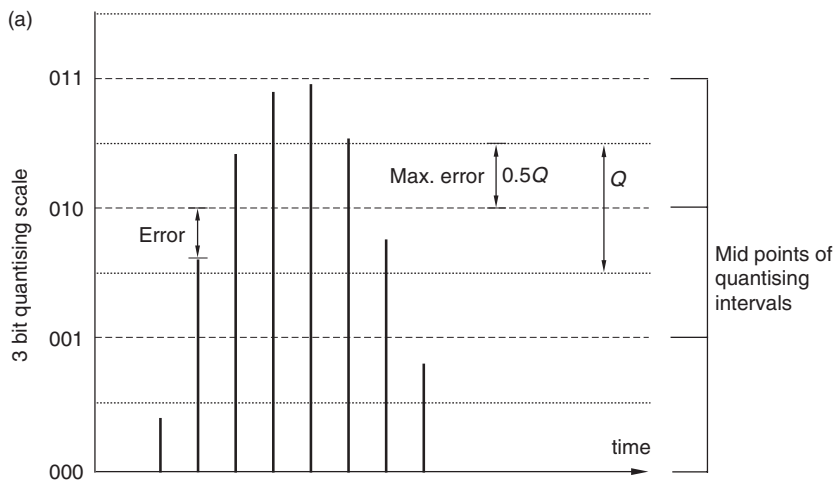 (a)
011
010
001
000
3 bit quantising scale
Error
Max. error
0.5Q
Q
Mid points of
quantising
intervals
time